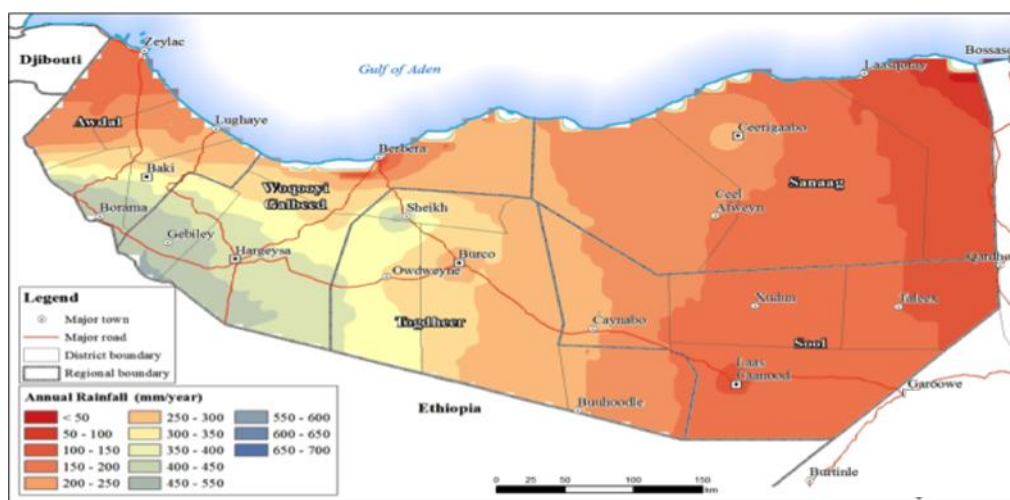 Zeylac
Djibouti
Gulf of Aden
Bossaso
Laasqoray
Awdal
Lughaye
Ceerigaabo
Berbera
Baki
Sanaag
Woqooyi
Galbeed
Borama
Sheikh
Ceel
Afweyn
Gebiley
Hargeysa
Burco
Qardho
Owdweyne
Xudun
Taleex
Togdheer
Caynabo
Sool
Laas
Caanood
Garoowe
Ethiopia
Buuhoodle
Burtinle
Legend
Major town
Major road
District boundary
Regional boundary
Annual Rainfall (mm/year)
< 50
50 - 100
100 - 150
150 - 200
200 - 250
250 - 300
300 - 350
350 - 400
400 - 450
450 - 550
550 - 600
600 - 650
650 - 700
0 25 50 100 150
km